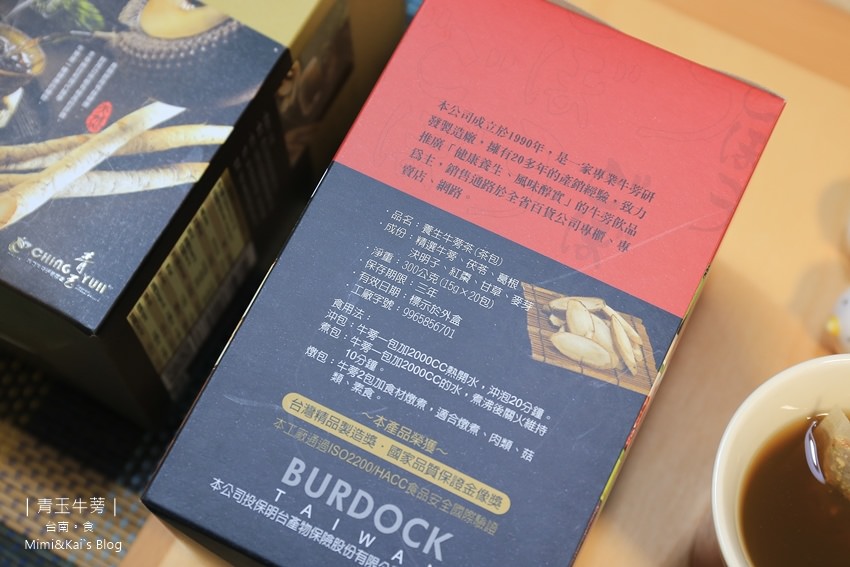 本公司成立於1990年，是一家專業牛蒡研
發製造廠，擁有20多年的產銷經驗，致力
推廣「健康養生、風味醇實」的牛蒡飲品
為主，銷售通路於全省百貨公司專櫃、專
賣店、網路。
・品名：養生牛蒡茶(茶包)
・成份：精選牛蒡、茯苓、葛根
決明子、紅棗、甘草、麥芽
・淨重：300公克(15g×20包)
・保存期限：三年
・有效日期：標示於外盒
・工廠字號：9965856701
食用法：
沖包：牛蒡一包加2000CC熱開水，沖泡20分鐘。
煮包：牛蒡一包加2000CC的水，煮沸後關火維持
10分鐘。
燉包：牛蒡2包加食材燉煮，適合燉煮、肉類、菇
類、素食。
～本產品榮獲～
台灣精品製造獎・國家品質保證金像獎
本工廠通過ISO2200/HACC食品安全國際驗證
BURDOCK
TAIWA
本公司投保明台產物保險股份有限公
CHING YUH
青玉
|青玉牛蒡|
台南。食
Mimi&Kai`s Blog